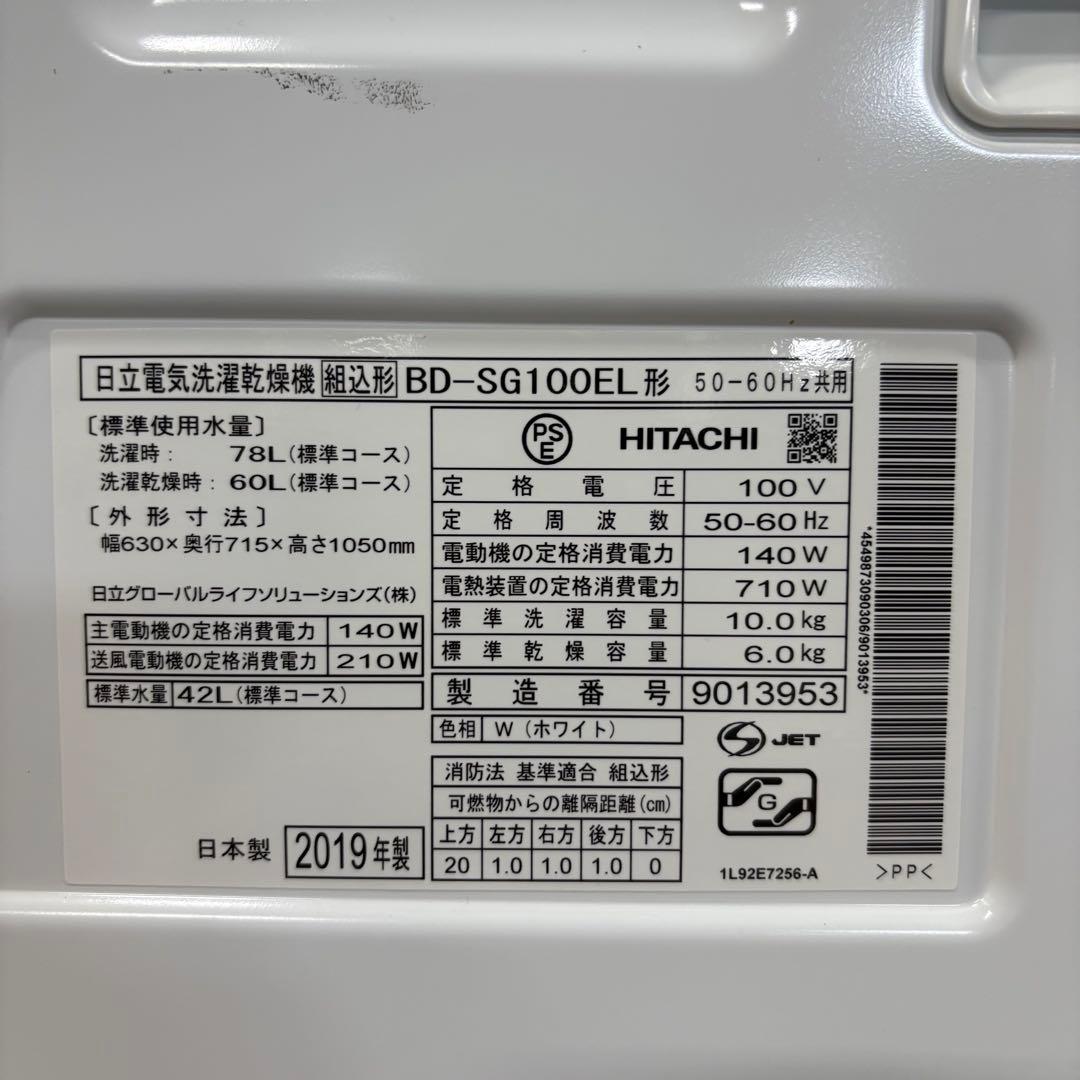 日立電気洗濯乾燥機 組込形 BD-SG100EL形 50-60Hz共用
〔標準使用水量〕
洗濯時: 78L(標準コース)
洗濯乾燥時: 60L(標準コース)
〔外形寸法〕
幅630×奥行715×高さ1050mm
日立グローバルライフソリューションズ(株)
主電動機の定格消費電力 140W
送風電動機の定格消費電力 210W
標準水量 42L(標準コース)
日本製 2019年製
PSE HITACHI
定格電圧 100V
定格周波数 50-60Hz
電動機の定格消費電力 140W
電熱装置の定格消費電力 710W
標準洗濯容量 10.0kg
標準乾燥容量 6.0kg
製造番号 9013953
色相 W(ホワイト)
消防法 基準適合 組込形
可燃物からの離隔距離(cm)
上方 左方 右方 後方 下方
20 1.0 1.0 1.0 0
S JET
G
1L92E7256-A
*4549873090306/9013953*
>PP<